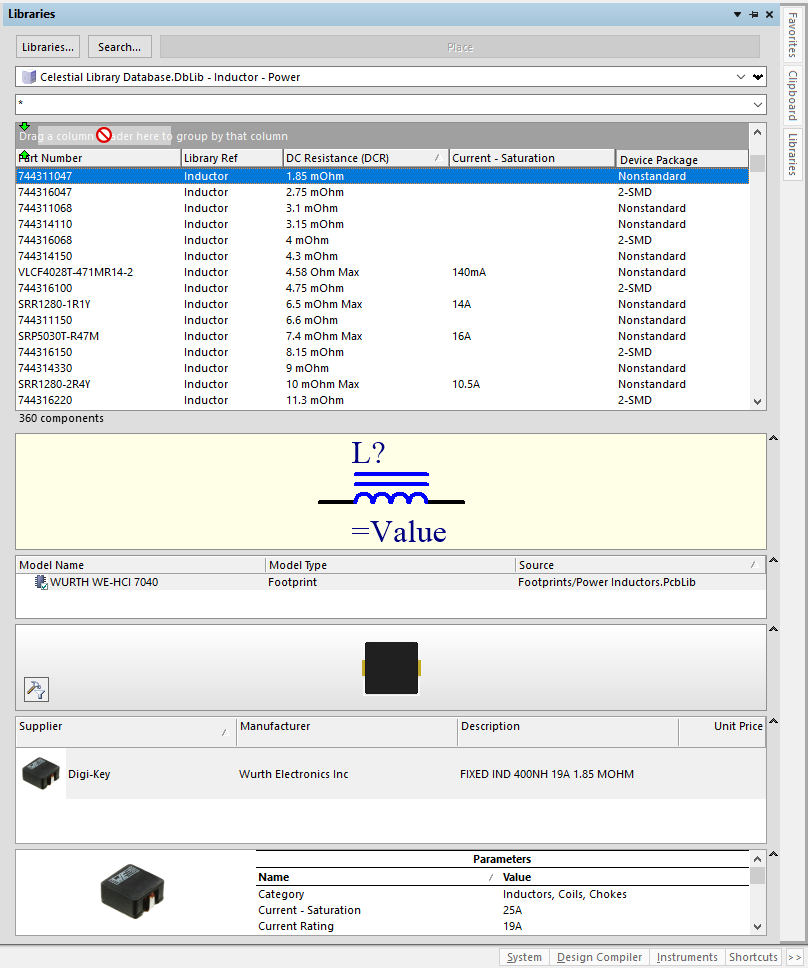 Libraries
Libraries... Search... Place
Celestial Library Database.DbLib - Inductor - Power
*
Drag a column header here to group by that column
Part Number Library Ref DC Resistance (DCR) Current - Saturation Device Package
744311047 Inductor 1.85 mOhm Nonstandard
744316047 Inductor 2.75 mOhm 2-SMD
744311068 Inductor 3.1 mOhm Nonstandard
744314110 Inductor 3.15 mOhm Nonstandard
744316068 Inductor 4 mOhm 2-SMD
744314150 Inductor 4.3 mOhm Nonstandard
VLCF4028T-471MR14-2 Inductor 4.58 Ohm Max 140mA Nonstandard
744316100 Inductor 4.75 mOhm 2-SMD
SRR1280-1R1Y Inductor 6.5 mOhm Max 14A Nonstandard
744311150 Inductor 6.6 mOhm Nonstandard
SRP5030T-R47M Inductor 7.4 mOhm Max 16A Nonstandard
744316150 Inductor 8.15 mOhm 2-SMD
744314330 Inductor 9 mOhm Nonstandard
SRR1280-2R4Y Inductor 10 mOhm Max 10.5A Nonstandard
744316220 Inductor 11.3 mOhm 2-SMD
360 components
L?
=Value
Model Name Model Type Source
WURTH WE-HCI 7040 Footprint Footprints/Power Inductors.PcbLib
Supplier Manufacturer Description Unit Price
Digi-Key Wurth Electronics Inc FIXED IND 400NH 19A 1.85 MOHM
Parameters
Name Value
Category Inductors, Coils, Chokes
Current - Saturation 25A
Current Rating 19A
System Design Compiler Instruments Shortcuts >>
Favorites
Clipboard
Libraries